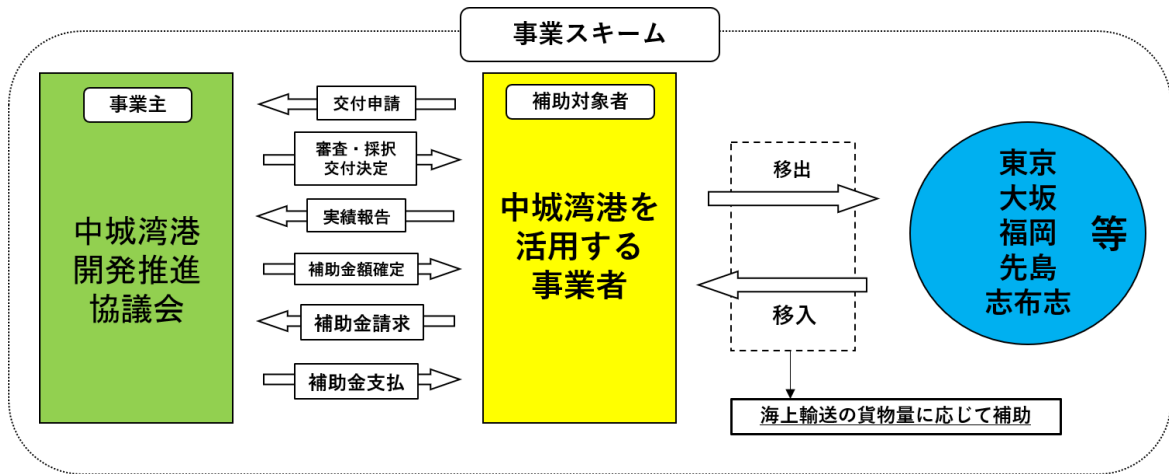 事業スキーム
事業主
中城湾港
開発推進
協議会
交付申請
審査・採択
交付決定
実績報告
補助金額確定
補助金請求
補助金支払
補助対象者
中城湾港を
活用する
事業者
移出
移入
東京
大坂
福岡
先島
志布志
等
海上輸送の貨物量に応じて補助